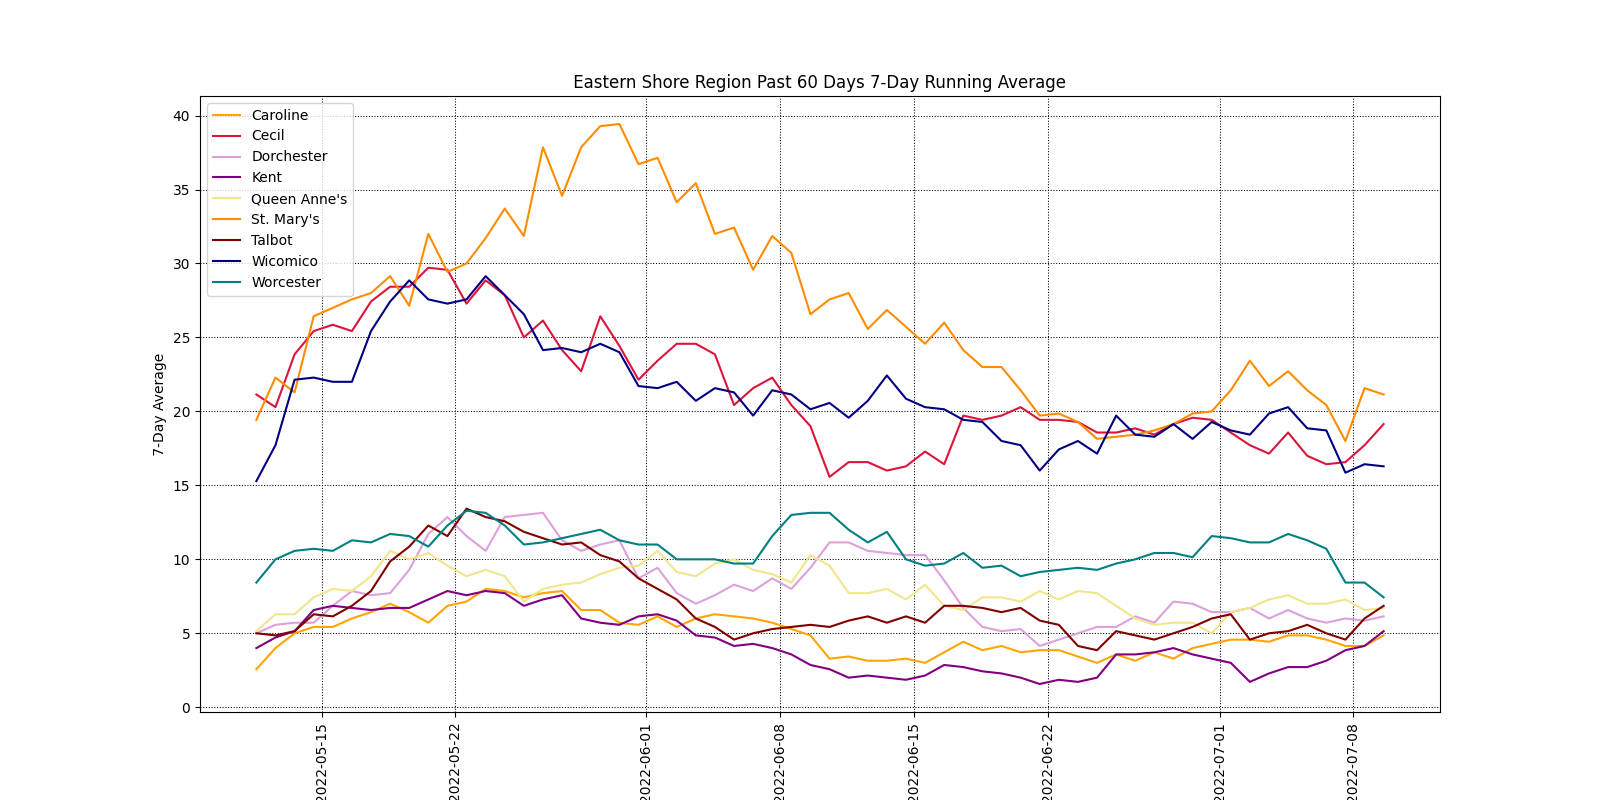 Eastern Shore Region Past 60 Days 7-Day Running Average
Caroline
Cecil
Dorchester
Kent
Queen Anne's
St. Mary's
Talbot
Wicomico
Worcester
7-Day Average
40
35
30
25
20
15
10
5
0
2022-05-15
2022-05-22
2022-06-01
2022-06-08
2022-06-15
2022-06-22
2022-07-01
2022-07-08